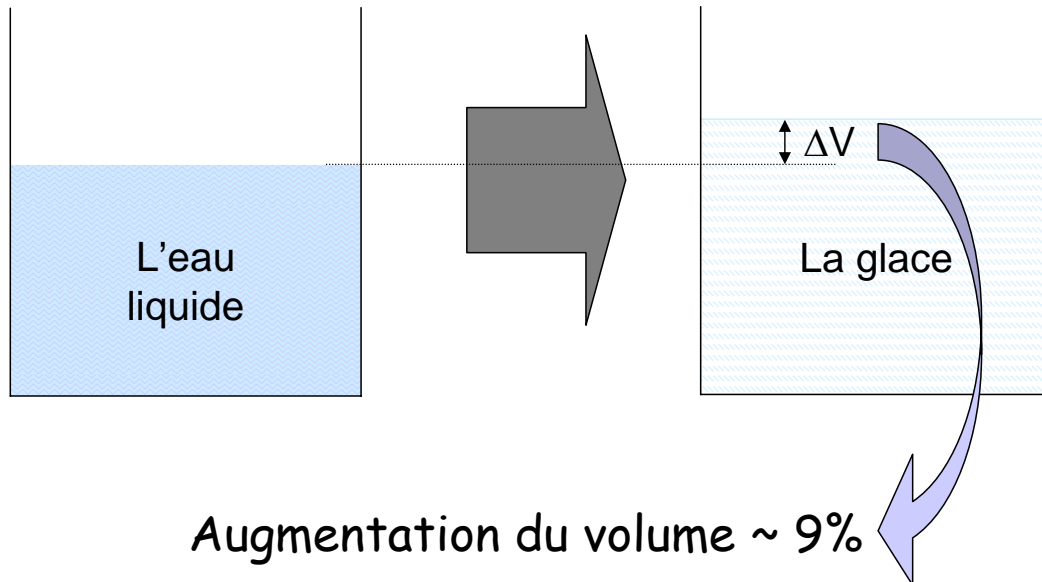 L’eau
liquide
ΔV
La glace
Augmentation du volume ~ 9%